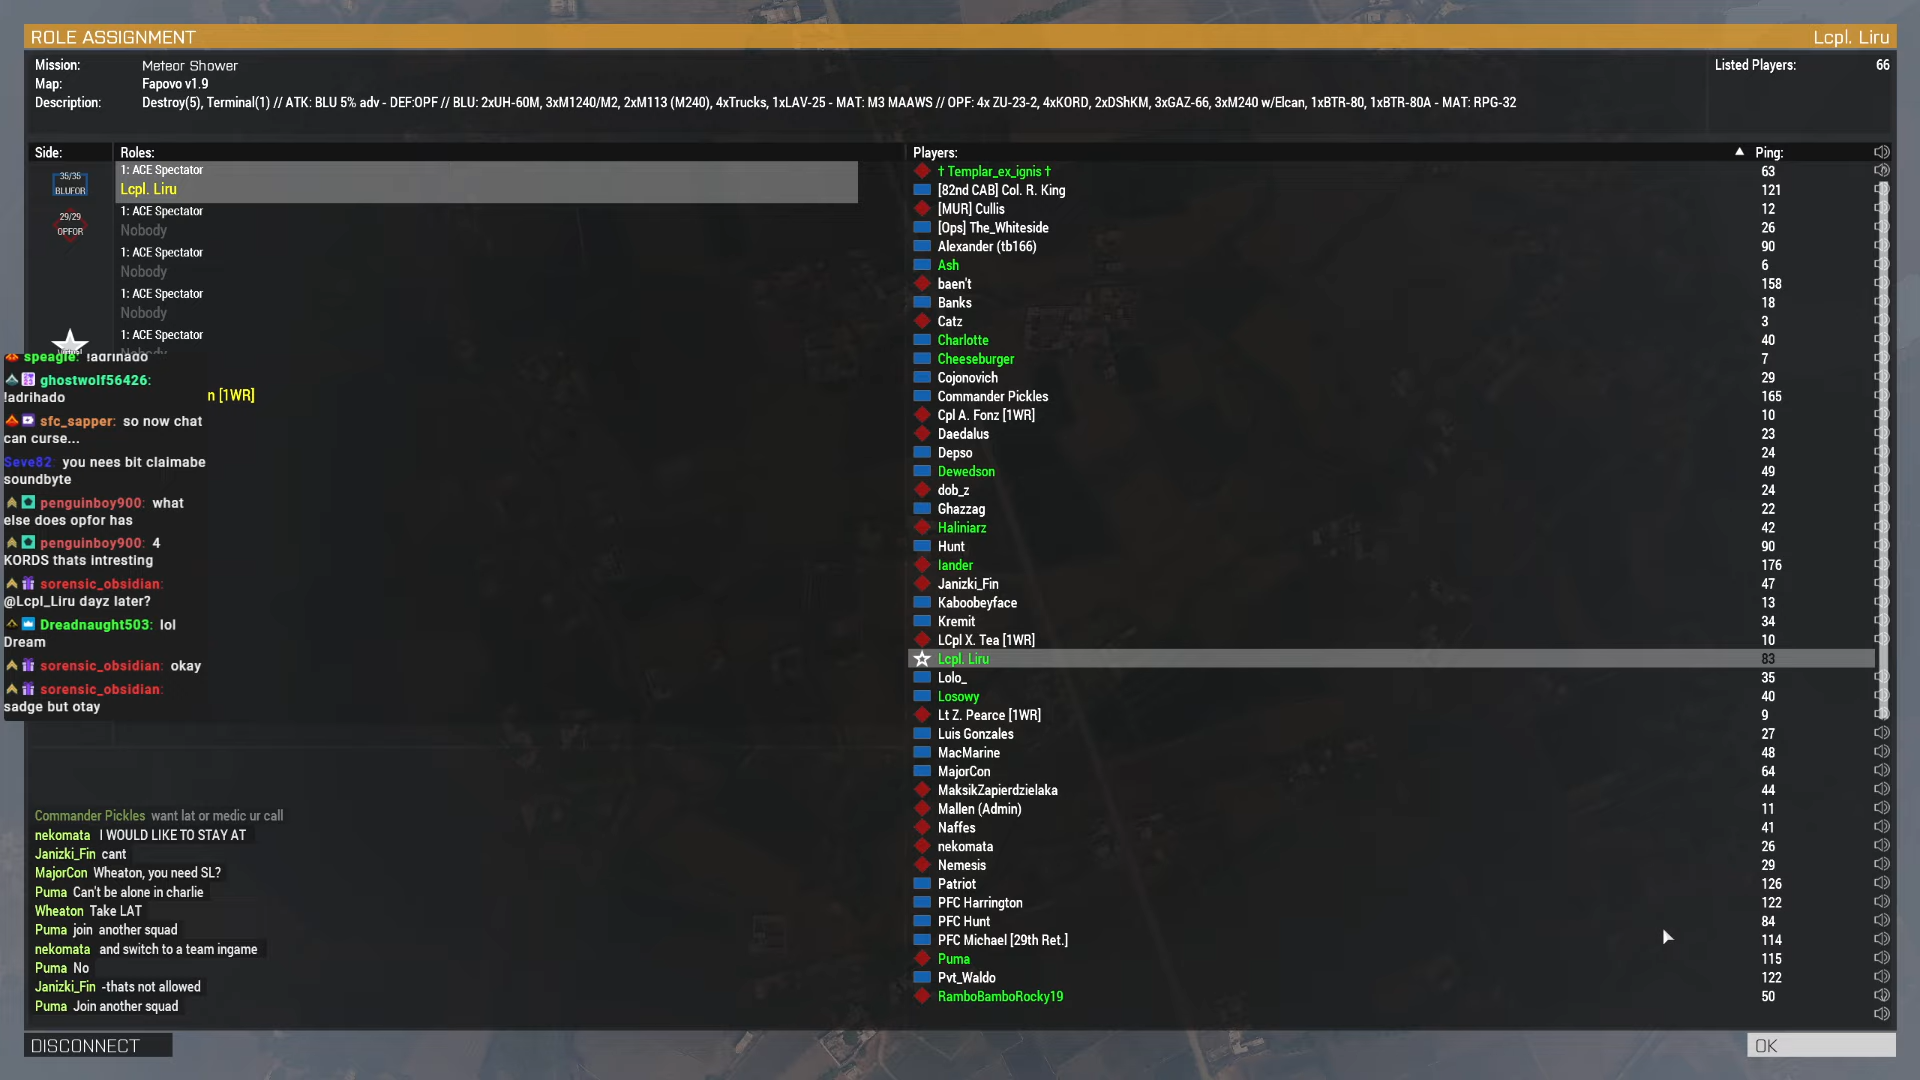 ROLE ASSIGNMENT
Lcpl. Liru
Mission: Meteor Shower
Listed Players: 66
Map: Fapovo v1.9
Description: Destroy(5), Terminal(1) // ATK: BLU 5% adv - DEF:OPF // BLU: 2xUH-60M, 3xM1240/M2, 2xM113 (M240), 4xTrucks, 1xLAV-25 - MAT: M3 MAAWS // OPF: 4x ZU-23-2, 4xKORD, 2xDShKM, 3xGAZ-66, 3xM240 w/Elcan, 1xBTR-80, 1xBTR-80A - MAT: RPG-32
Side:
Roles:
35/35
BLUFOR
29/29
OPFOR
1: ACE Spectator
Lcpl. Liru
1: ACE Spectator
Nobody
1: ACE Spectator
Nobody
1: ACE Spectator
Nobody
1: ACE Spectator
Nobody
n [1WR]
speagle: !adrinado
ghostwolf56426:
!adrihado
sfc_sapper: so now chat
can curse...
Seve82: you nees bit claimabe
soundbyte
penguinboy900: what
else does opfor has
penguinboy900: 4
KORDS thats intresting
sorensic_obsidian:
@Lcpl_Liru dayz later?
Dreadnaught503: lol
Dream
sorensic_obsidian: okay
sorensic_obsidian:
sadge but otay
Commander Pickles want lat or medic ur call
nekomata I WOULD LIKE TO STAY AT
Janizki_Fin cant
MajorCon Wheaton, you need SL?
Puma Can't be alone in charlie
Wheaton Take LAT
Puma join another squad
nekomata and switch to a team ingame
Puma No
Janizki_Fin -thats not allowed
Puma Join another squad
DISCONNECT
Players: Ping:
† Templar_ex_ignis † 63
[82nd CAB] Col. R. King 121
[MUR] Cullis 12
[Ops] The_Whiteside 26
Alexander (tb166) 90
Ash 6
baen't 158
Banks 18
Catz 3
Charlotte 40
Cheeseburger 7
Cojonovich 29
Commander Pickles 165
Cpl A. Fonz [1WR] 10
Daedalus 23
Depso 24
Dewedson 49
dob_z 24
Ghazzag 22
Haliniarz 42
Hunt 90
Iander 176
Janizki_Fin 47
Kaboobeyface 13
Kremit 34
LCpl X. Tea [1WR] 10
Lcpl. Liru 83
Lolo_ 35
Losowy 40
Lt Z. Pearce [1WR] 9
Luis Gonzales 27
MacMarine 48
MajorCon 64
MaksikZapierdzielaka 44
Mallen (Admin) 11
Naffes 41
nekomata 26
Nemesis 29
Patriot 126
PFC Harrington 122
PFC Hunt 84
PFC Michael [29th Ret.] 114
Puma 115
Pvt_Waldo 122
RamboBamboRocky19 50
OK